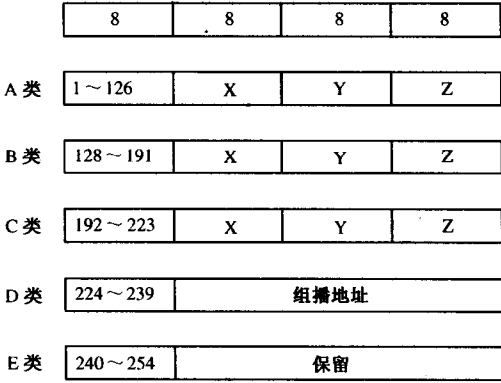 8 8 8 8
A 类 1～126 X Y Z
B 类 128～191 X Y Z
C 类 192～223 X Y Z
D 类 224～239 组播地址
E 类 240～254 保留